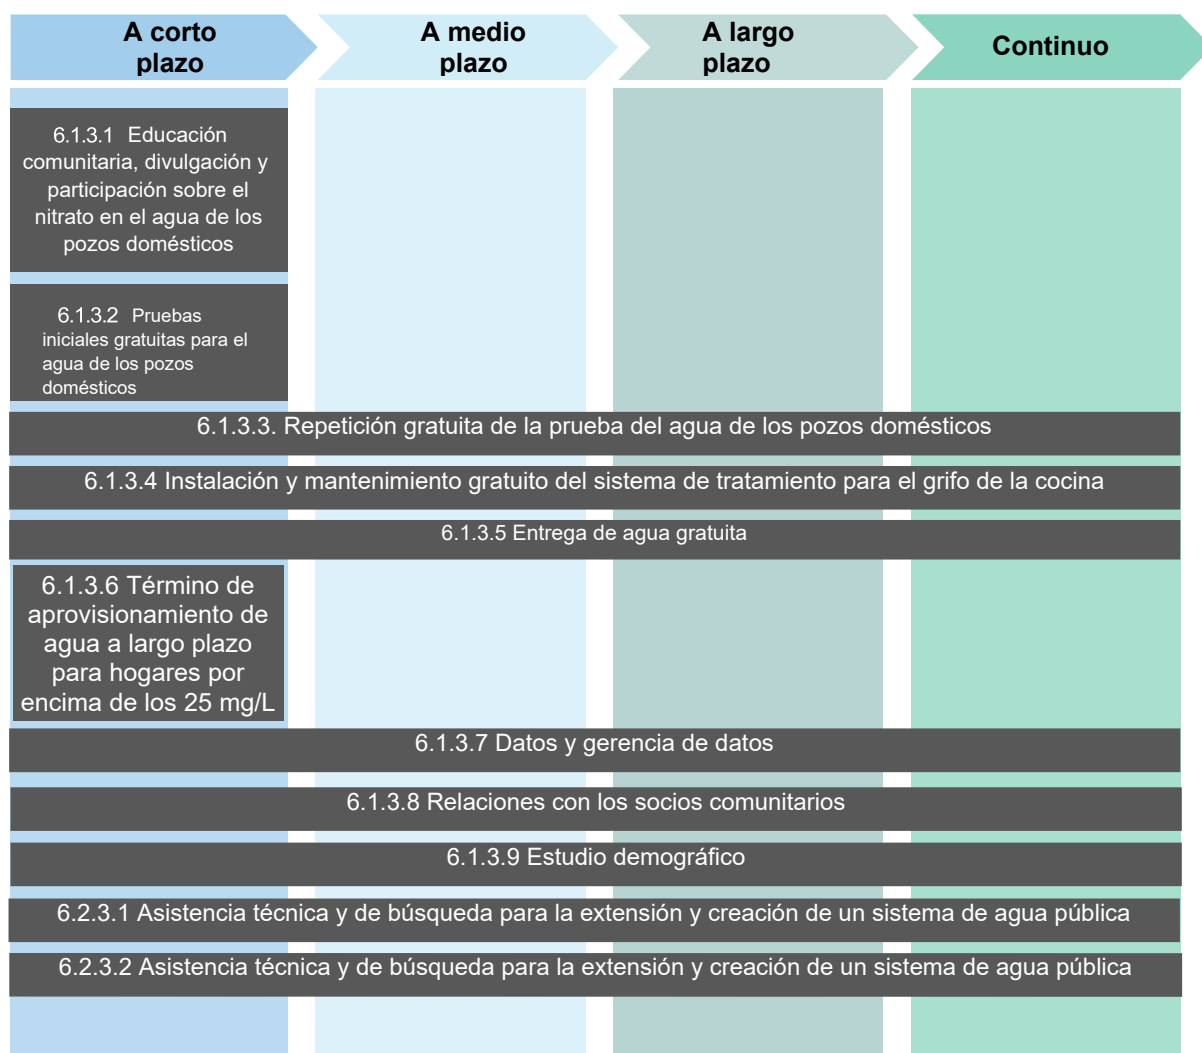 A corto
plazo
A medio
plazo
A largo
plazo
Continuo
6.1.3.1 Educación
comunitaria, divulgación y
participación sobre el
nitrato en el agua de los
pozos domésticos
6.1.3.2 Pruebas
iniciales gratuitas para el
agua de los pozos
domésticos
6.1.3.3. Repetición gratuita de la prueba del agua de los pozos domésticos
6.1.3.4 Instalación y mantenimiento gratuito del sistema de tratamiento para el grifo de la cocina
6.1.3.5 Entrega de agua gratuita
6.1.3.6 Término de
aprovisionamiento de
agua a largo plazo
para hogares por
encima de los 25 mg/L
6.1.3.7 Datos y gerencia de datos
6.1.3.8 Relaciones con los socios comunitarios
6.1.3.9 Estudio demográfico
6.2.3.1 Asistencia técnica y de búsqueda para la extensión y creación de un sistema de agua pública
6.2.3.2 Asistencia técnica y de búsqueda para la extensión y creación de un sistema de agua pública